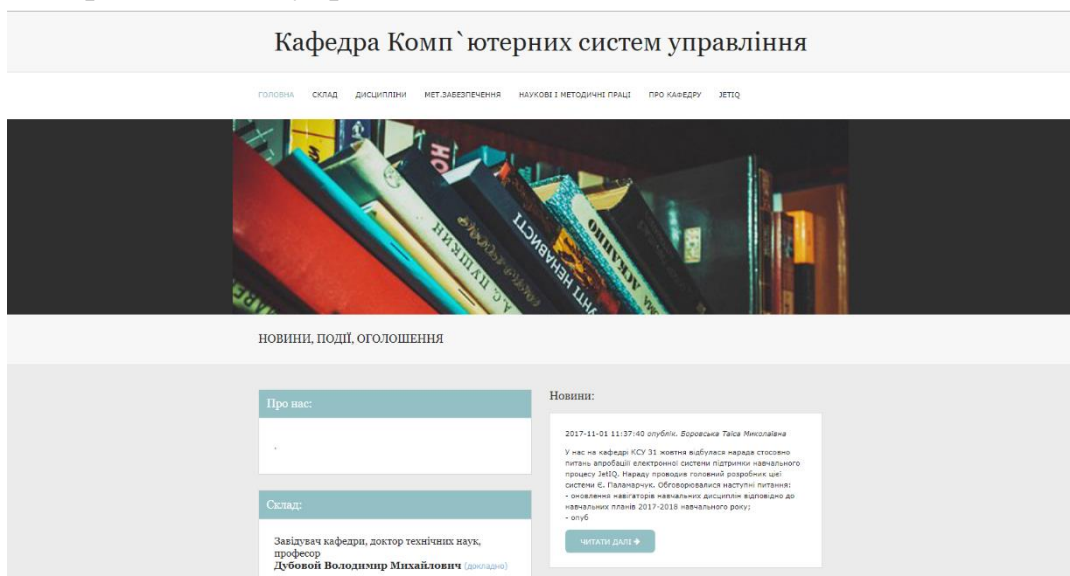 Кафедра Комп`ютерних систем управління
ГОЛОВНА СКЛАД ДИСЦИПЛІНИ МЕТ.ЗАБЕЗПЕЧЕННЯ НАУКОВІ І МЕТОДИЧНІ ПРАЦІ ПРО КАФЕДРУ JETIQ
А.С. ПУШКИН
УНТІ НЕНАВИСТІ
АСКАНИО
НОВИНИ, ПОДІЇ, ОГОЛОШЕННЯ
Про нас:
.
Склад:
Завідувач кафедри, доктор технічних наук,
професор
Дубовой Володимир Михайлович (докладно)
Новини:
2017-11-01 11:37:40 опублік. Боровська Таїса Миколаївна
У нас на кафедрі КСУ 31 жовтня відбулася нарада стосовно
питань апробації електронної системи підтримки навчального
процесу JetIQ. Нараду проводив головний розробник цієї
системи Є. Паламарчук. Обговорювалися наступні питання:
- оновлення навігаторів навчальних дисциплін відповідно до
навчальних планів 2017-2018 навчального року;
- опуб
ЧИТАТИ ДАЛІ